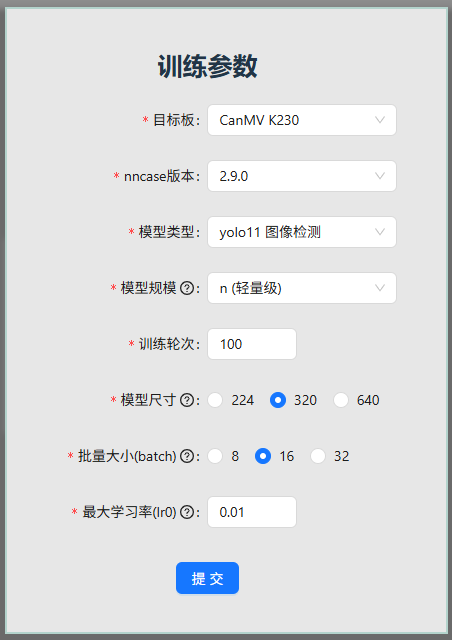 训练参数
* 目标板: CanMV K230
* nncase版本: 2.9.0
* 模型类型: yolo11 图像检测
* 模型规模 ? : n (轻量级)
* 训练轮次: 100
* 模型尺寸 ? : 224 320 640
* 批量大小(batch) ? : 8 16 32
* 最大学习率(lr0) ? : 0.01
提 交